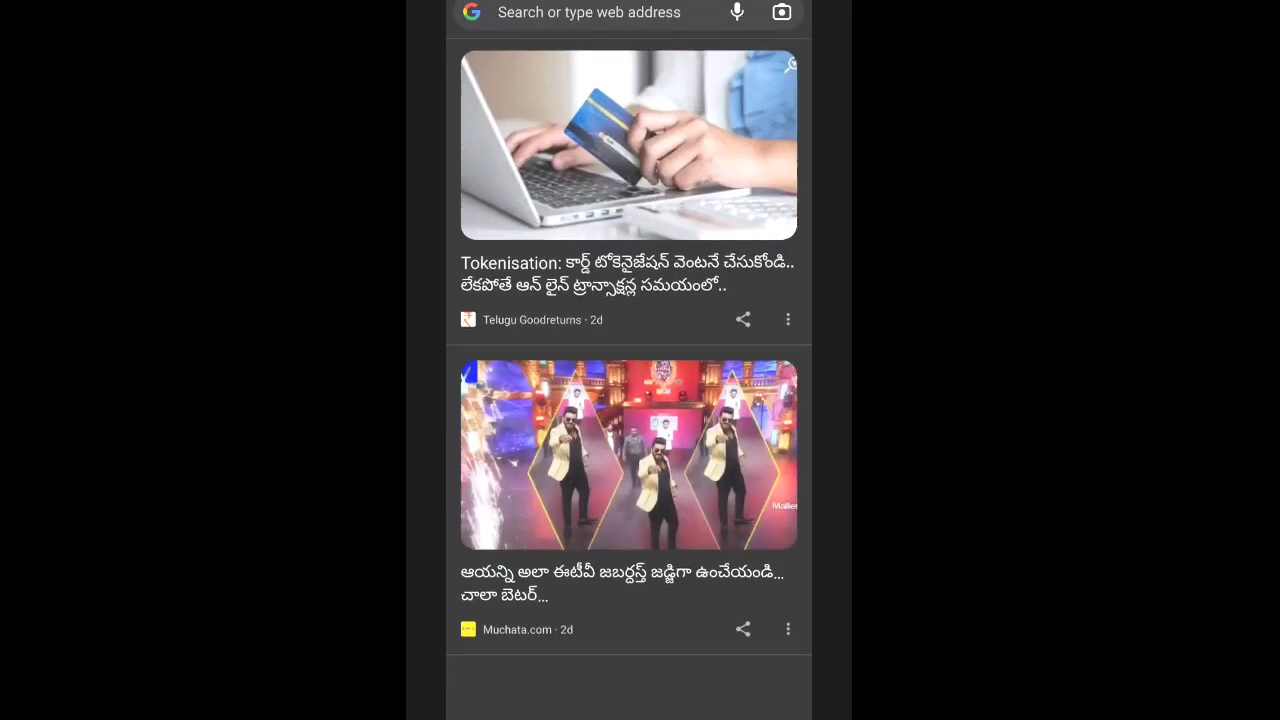 Search or type web address
Tokenisation: కార్డ్ టోకెనైజేషన్ వెంటనే చేసుకోండి..
లేకపోతే ఆన్ లైన్ ట్రాన్సాక్షన్ల సమయంలో..
Telugu Goodreturns · 2d
Mallem
ఆయన్ని అలా ఈటీవీ జబర్దస్త్ జడ్జిగా ఉంచేయండి...
చాలా బెటర్...
Muchata.com · 2d